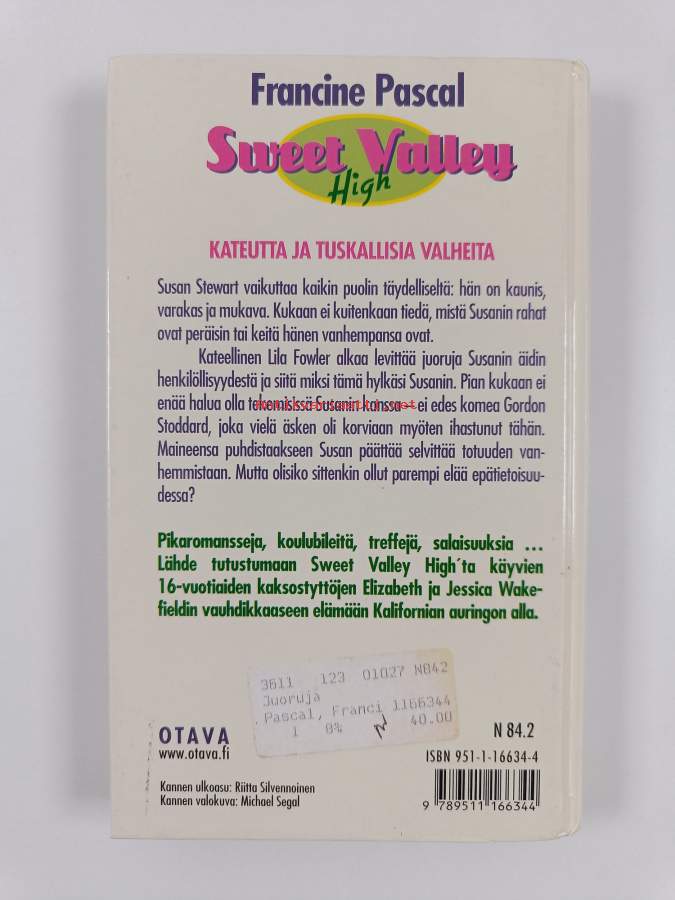 Francine Pascal
Sweet Valley
High
KATEUTTA JA TUSKALLISIA VALHEITA
Susan Stewart vaikuttaa kaikin puolin täydelliseltä: hän on kaunis,
varakas ja mukava. Kukaan ei kuitenkaan tiedä, mistä Susanin rahat
ovat peräisin tai keitä hänen vanhempansa ovat.
Kateellinen Lila Fowler alkaa levittää juoruja Susanin äidin
henkilöllisyydestä ja siitä miksi tämä hylkäsi Susanin. Pian kukaan ei
enää halua olla tekemisissä Susanin kanssa – ei edes komea Gordon
Stoddard, joka vielä äsken oli korviaan myöten ihastunut tähän.
Maineensa puhdistaakseen Susan päättää selvittää totuuden van-
hemmistaan. Mutta olisiko sittenkin ollut parempi elää epätietoisuu-
dessa?
Pikaromansseja, koulubileitä, treffejä, salaisuuksia ...
Lähde tutustumaan Sweet Valley High´ta käyvien
16-vuotiaiden kaksostyttöjen Elizabeth ja Jessica Wake-
fieldin vauhdikkaaseen elämään Kalifornian auringon alla.
3611 123 01027 N842
Juoruja
Pascal, Franci 1166344
1 8% 40.00
OTAVA
www.otava.fi
N 84.2
ISBN 951-1-16634-4
Kannen ulkoasu: Riitta Silvennoinen
Kannen valokuva: Michael Segal
9 789511 166344